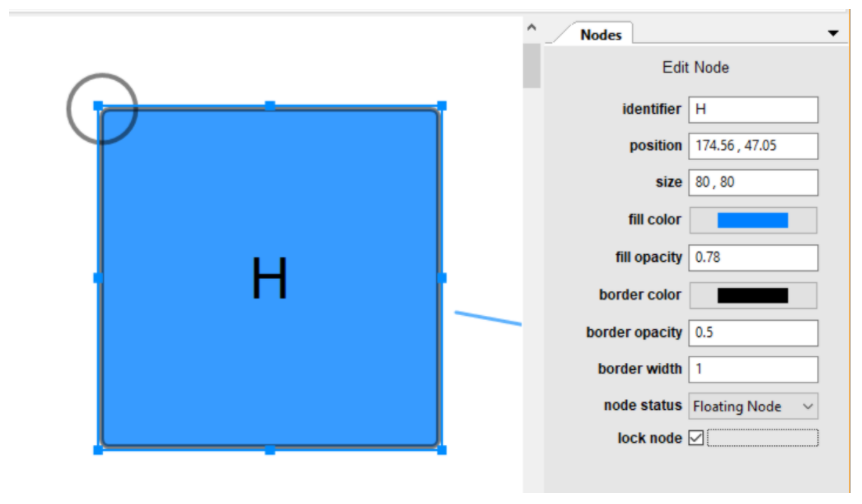 Nodes
Edit Node
identifier H
position 174.56 , 47.05
size 80 , 80
fill color
fill opacity 0.78
border color
border opacity 0.5
border width 1
node status Floating Node
lock node
H